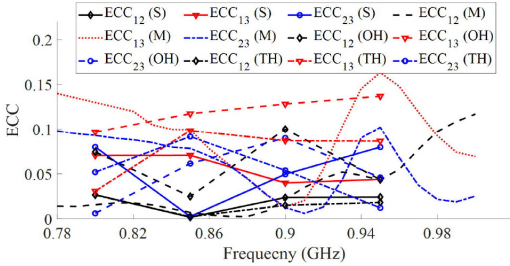 ECC12 (S) ECC13 (S) ECC23 (S) ECC12 (M)
ECC13 (M) ECC23 (M) ECC12 (OH) ECC13 (OH)
ECC23 (OH) ECC12 (TH) ECC13 (TH) ECC23 (TH)
0.2
0.15
0.1
0.05
0
ECC
0.78 0.82 0.86 0.9 0.94 0.98
Frequecny (GHz)